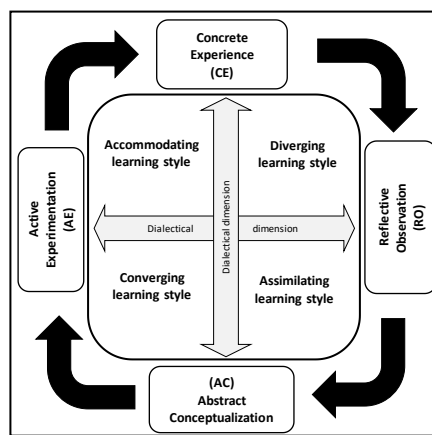 Concrete
Experience
(CE)
Accommodating
learning style
Diverging
learning style
Active
Experimentation
(AE)
Dialectical dimension
Dialectical dimension
Reflective
Observation
(RO)
Converging
learning style
Assimilating
learning style
(AC)
Abstract
Conceptualization